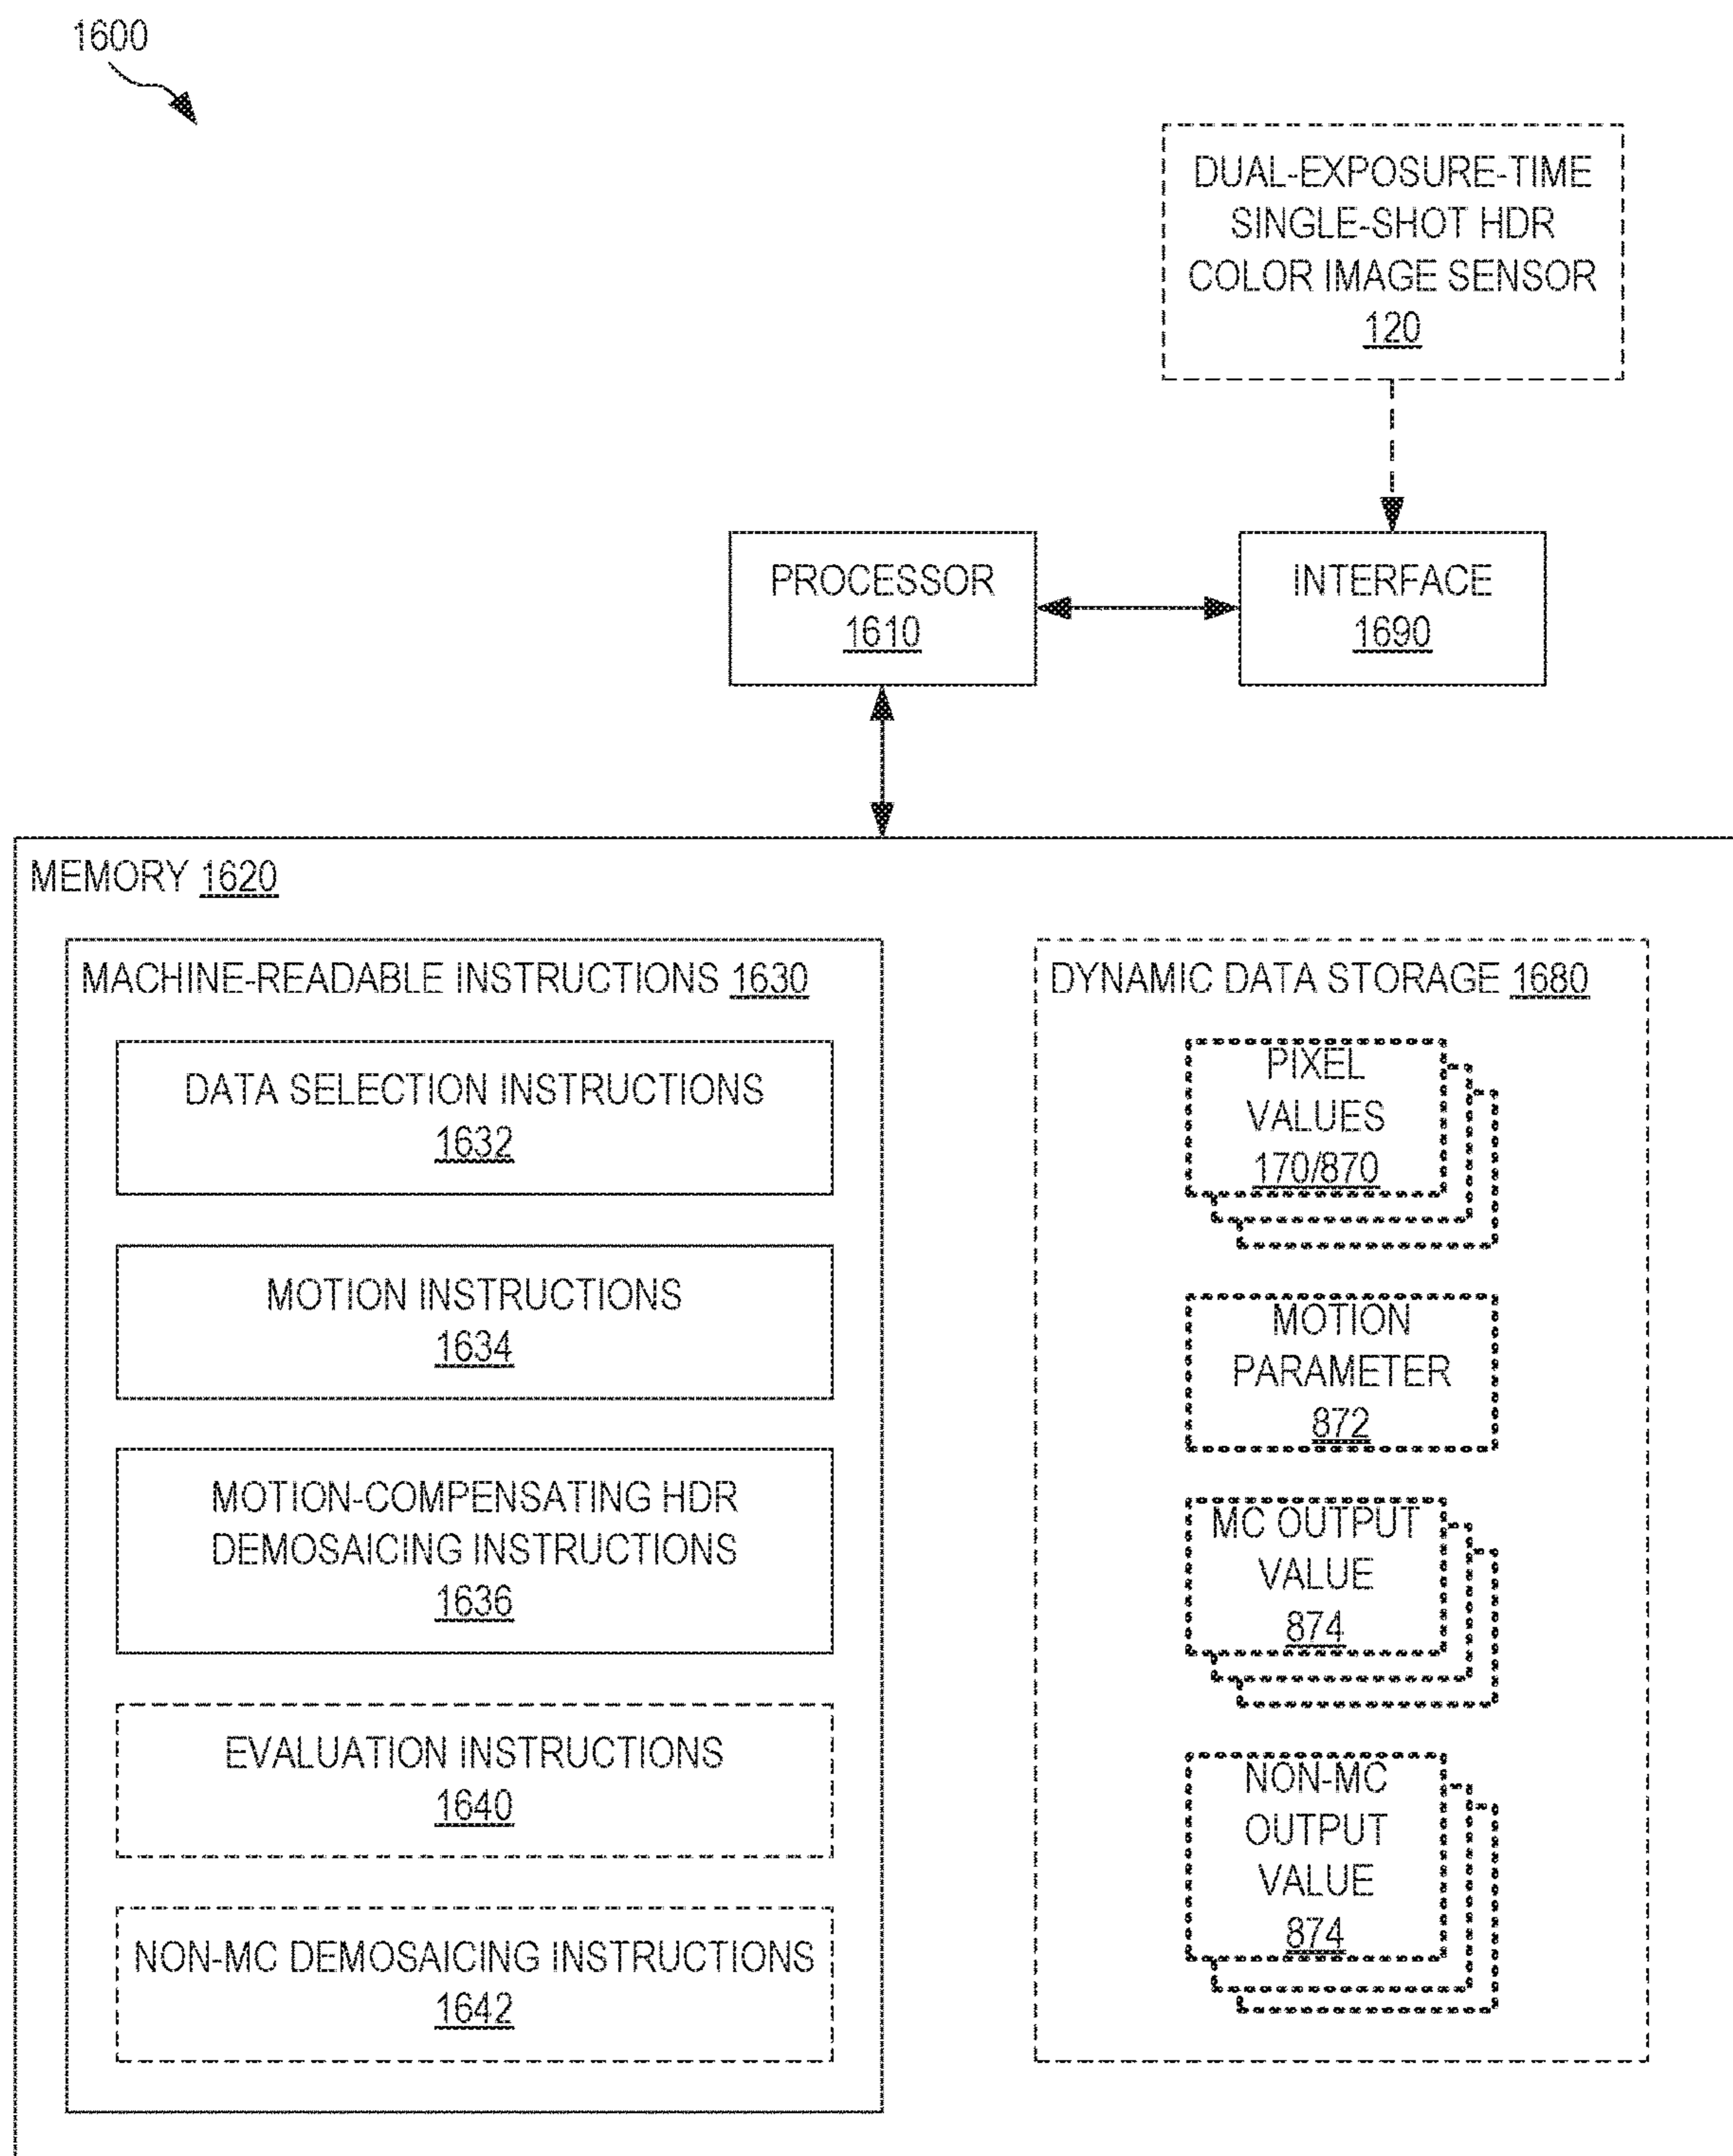 1600
DUAL-EXPOSURE-TIME
SINGLE-SHOT HDR
COLOR IMAGE SENSOR
120
PROCESSOR
1610
INTERFACE
1690
MEMORY 1620
MACHINE-READABLE INSTRUCTIONS 1630
DATA SELECTION INSTRUCTIONS
1632
MOTION INSTRUCTIONS
1634
MOTION-COMPENSATING HDR
DEMOSAICING INSTRUCTIONS
1636
EVALUATION INSTRUCTIONS
1640
NON-MC DEMOSAICING INSTRUCTIONS
1642
DYNAMIC DATA STORAGE 1680
PIXEL
VALUES
170/870
MOTION
PARAMETER
872
MC OUTPUT
VALUE
874
NON-MC
OUTPUT
VALUE
874